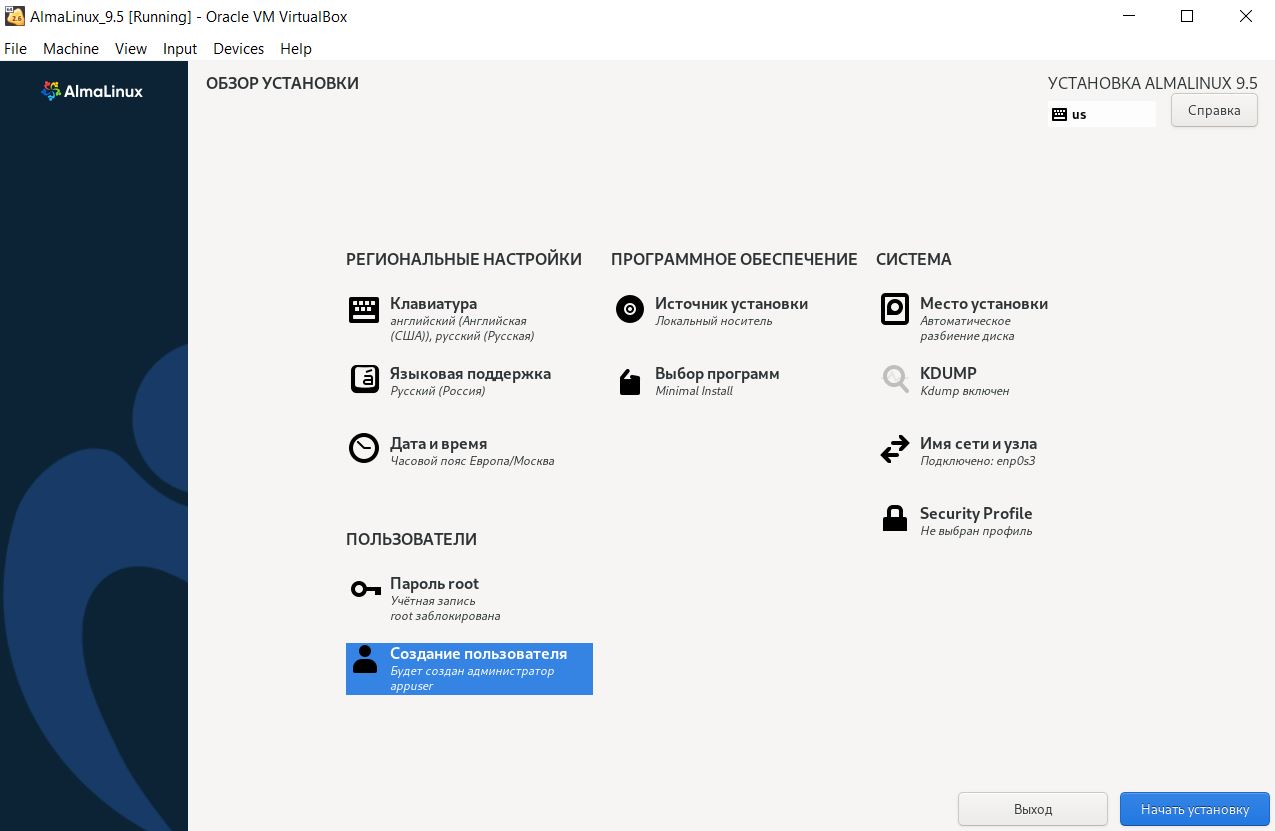 AlmaLinux_9.5 [Running] - Oracle VM VirtualBox
File Machine View Input Devices Help
AlmaLinux
ОБЗОР УСТАНОВКИ
УСТАНОВКА ALMALINUX 9.5
us
Справка
РЕГИОНАЛЬНЫЕ НАСТРОЙКИ
Клавиатура
английский (Английская
(США)), русский (Русская)
Языковая поддержка
Русский (Россия)
Дата и время
Часовой пояс Европа/Москва
ПРОГРАММНОЕ ОБЕСПЕЧЕНИЕ
Источник установки
Локальный носитель
Выбор программ
Minimal Install
СИСТЕМА
Место установки
Автоматическое
разбиение диска
KDUMP
Kdump включен
Имя сети и узла
Подключено: enp0s3
Security Profile
Не выбран профиль
ПОЛЬЗОВАТЕЛИ
Пароль root
Учётная запись
root заблокирована
Создание пользователя
Будет создан администратор
appuser
Выход
Начать установку